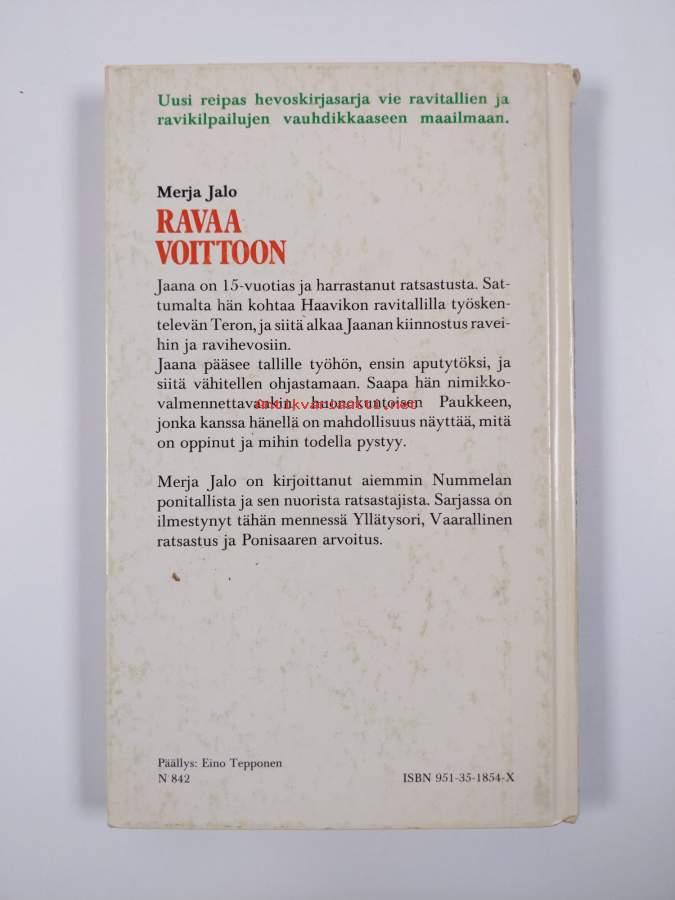 Uusi reipas hevoskirjasarja vie ravitallien ja
ravikilpailujen vauhdikkaaseen maailmaan.
Merja Jalo
RAVAA
VOITTOON
Jaana on 15-vuotias ja harrastanut ratsastusta. Sat-
tumalta hän kohtaa Haavikon ravitallilla työsken-
televän Teron, ja siitä alkaa Jaanan kiinnostus ravei-
hin ja ravihevosiin.
Jaana pääsee tallille työhön, ensin aputytöksi, ja
siitä vähitellen ohjastamaan. Saapa hän nimikko-
valmennettavankin, huonokuntoisen Paukkeen,
antikvariaatti.net
jonka kanssa hänellä on mahdollisuus näyttää, mitä
on oppinut ja mihin todella pystyy.
Merja Jalo on kirjoittanut aiemmin Nummelan
ponitallista ja sen nuorista ratsastajista. Sarjassa on
ilmestynyt tähän mennessä Yllätysori, Vaarallinen
ratsastus ja Ponisaaren arvoitus.
Päällys: Eino Tepponen
N 842
ISBN 951-35-1854-X